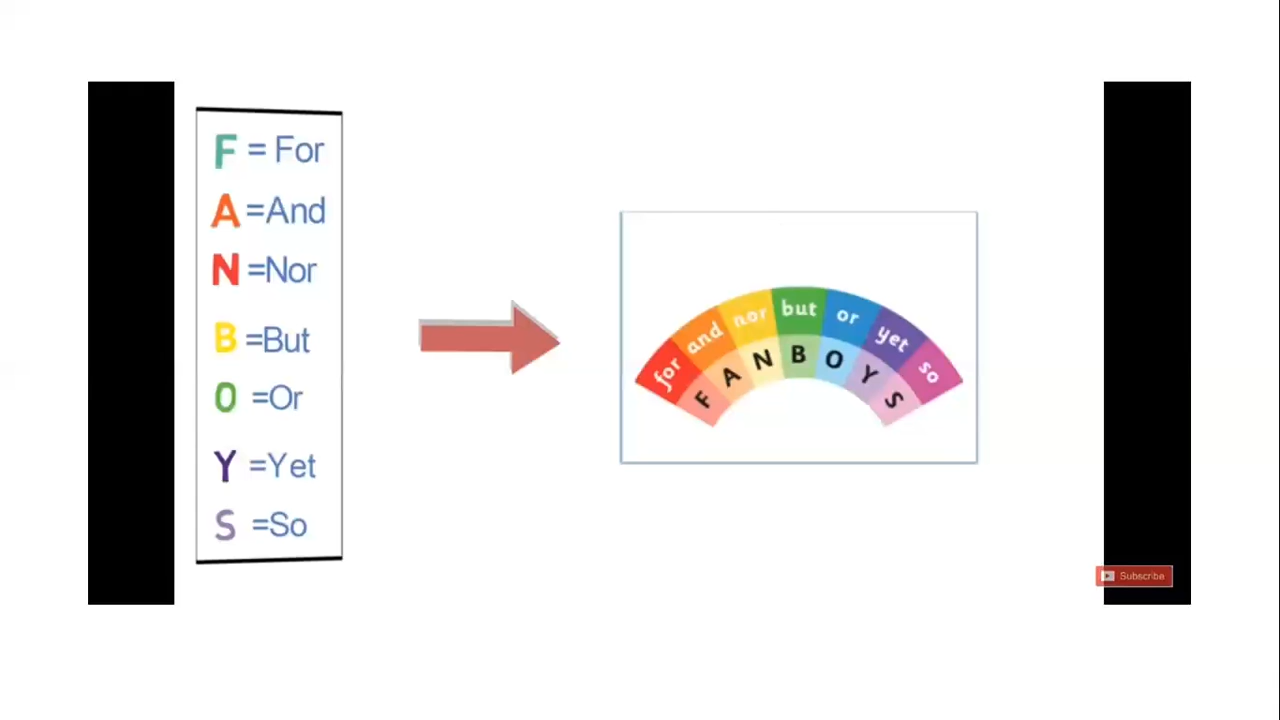 F = For
A =And
N =Nor
B =But
O =Or
Y =Yet
S =So
for and nor but or yet so
F A N B O Y S
Subscribe